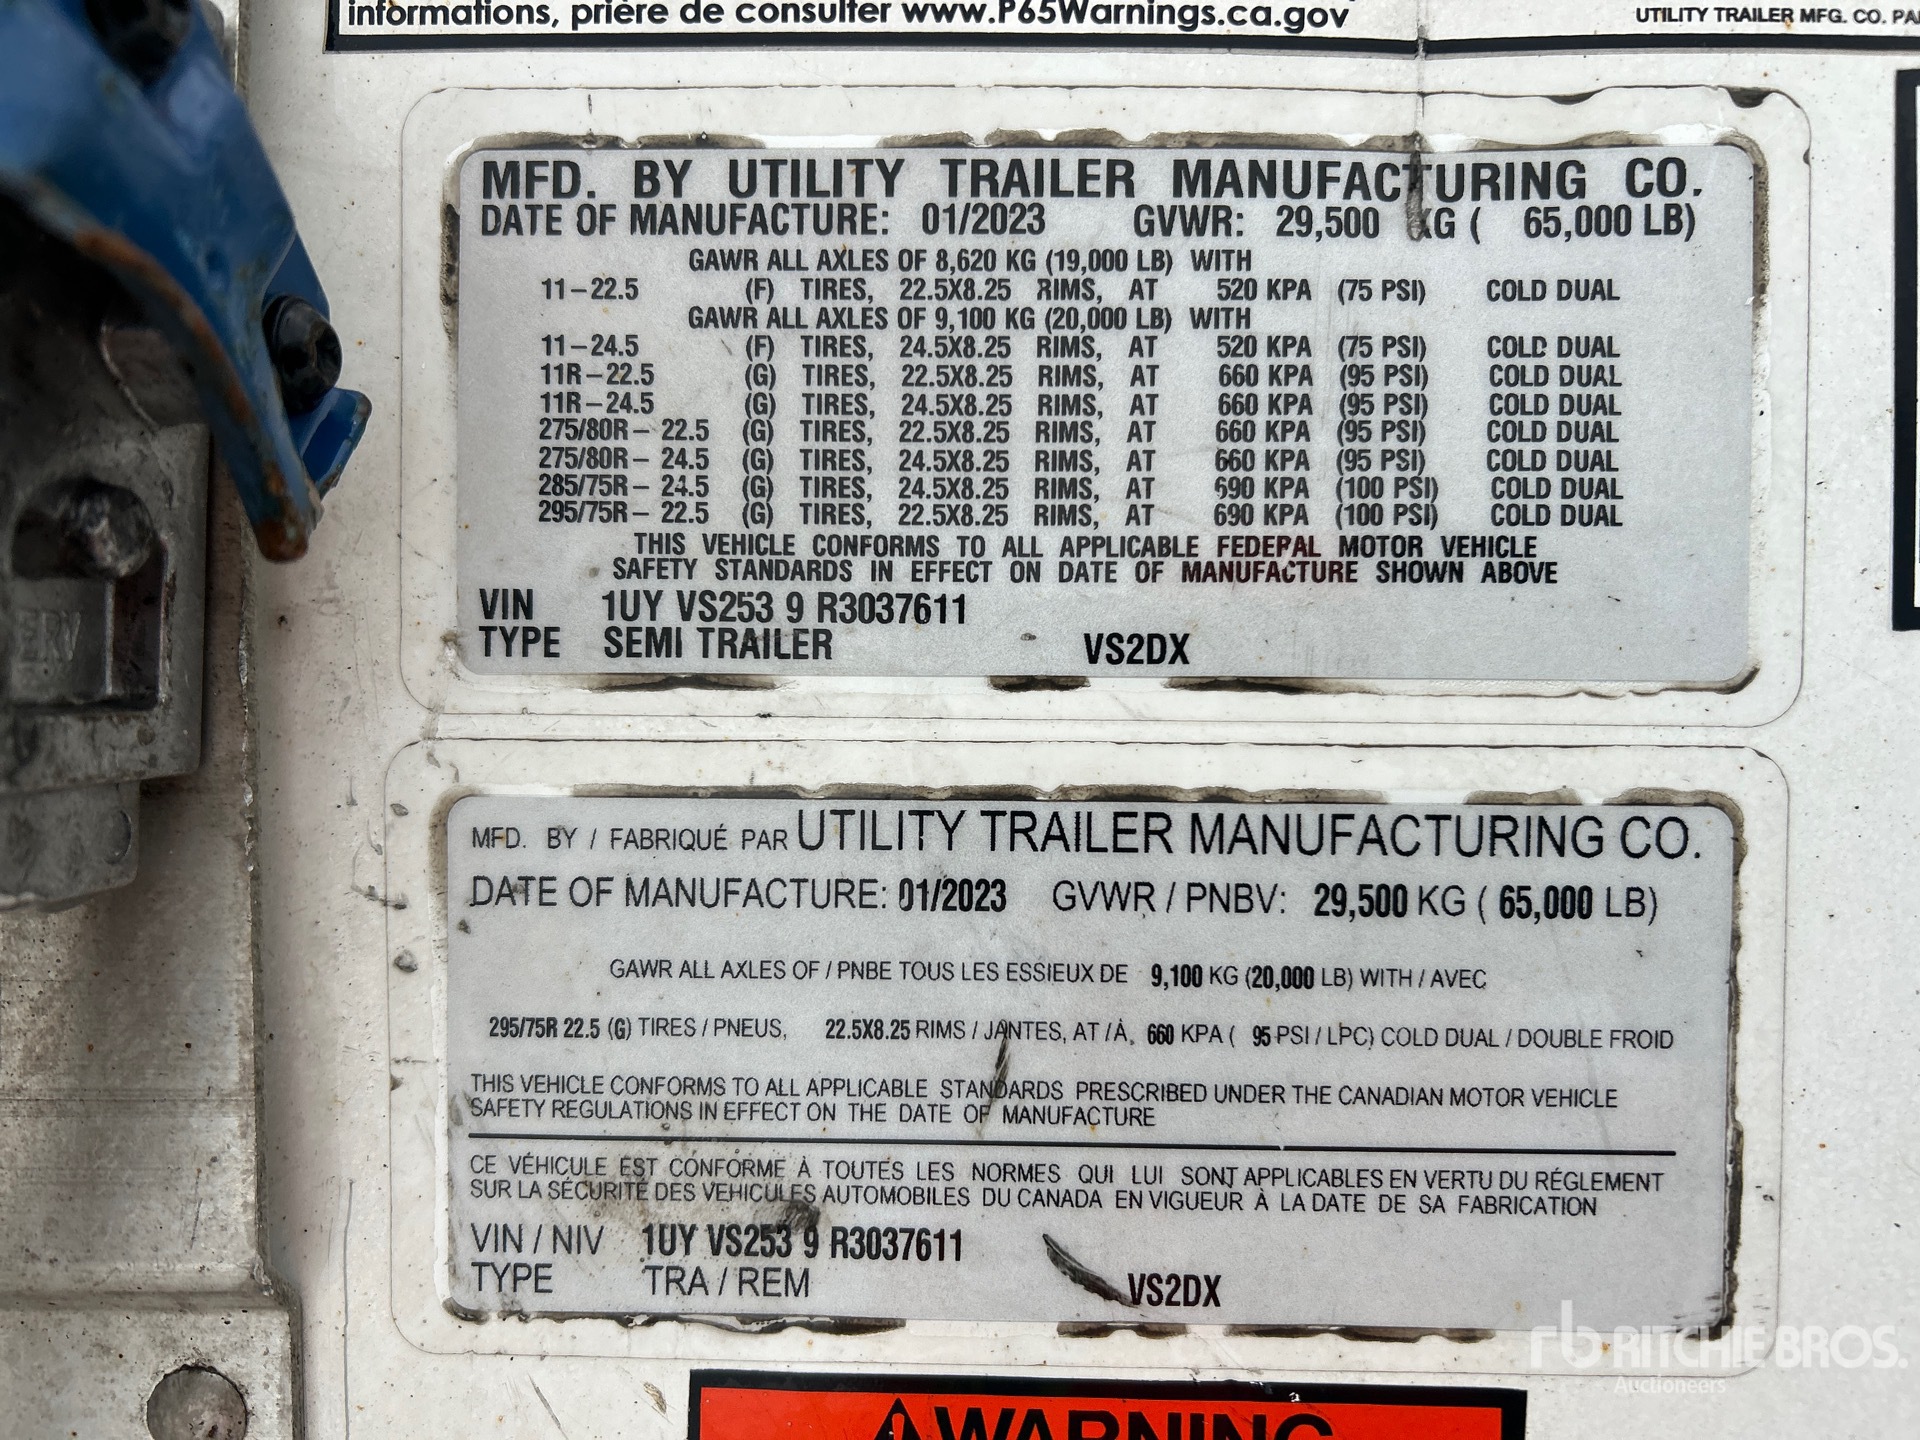 informations, prière de consulter www.P65Warnings.ca.gov
UTILITY TRAILER MFG. CO. PA
MFD. BY UTILITY TRAILER MANUFACTURING CO.
DATE OF MANUFACTURE: 01/2023 GVWR: 29,500 KG ( 65,000 LB)
GAWR ALL AXLES OF 8,620 KG (19,000 LB) WITH
11-22.5 (F) TIRES, 22.5X8.25 RIMS, AT 520 KPA (75 PSI) COLD DUAL
GAWR ALL AXLES OF 9,100 KG (20,000 LB) WITH
11-24.5 (F) TIRES, 24.5X8.25 RIMS, AT 520 KPA (75 PSI) COLD DUAL
11R-22.5 (G) TIRES, 22.5X8.25 RIMS, AT 660 KPA (95 PSI) COLD DUAL
11R-24.5 (G) TIRES, 24.5X8.25 RIMS, AT 660 KPA (95 PSI) COLD DUAL
275/80R- 22.5 (G) TIRES, 22.5X8.25 RIMS, AT 660 KPA (95 PSI) COLD DUAL
275/80R- 24.5 (G) TIRES, 24.5X8.25 RIMS, AT 660 KPA (95 PSI) COLD DUAL
285/75R- 24.5 (G) TIRES, 24.5X8.25 RIMS, AT 690 KPA (100 PSI) COLD DUAL
295/75R- 22.5 (G) TIRES, 22.5X8.25 RIMS, AT 690 KPA (100 PSI) COLD DUAL
THIS VEHICLE CONFORMS TO ALL APPLICABLE FEDERAL MOTOR VEHICLE
SAFETY STANDARDS IN EFFECT ON DATE OF MANUFACTURE SHOWN ABOVE
VIN 1UY VS253 9 R3037611
TYPE SEMI TRAILER VS2DX
MFD. BY / FABRIQUÉ PAR UTILITY TRAILER MANUFACTURING CO.
DATE OF MANUFACTURE: 01/2023 GVWR / PNBV: 29,500 KG ( 65,000 LB)
GAWR ALL AXLES OF / PNBE TOUS LES ESSIEUX DE 9,100 KG (20,000 LB) WITH / AVEC
295/75R 22.5 (G) TIRES / PNEUS, 22.5X8.25 RIMS / JANTES, AT / À, 660 KPA ( 95 PSI / LPC) COLD DUAL / DOUBLE FROID
THIS VEHICLE CONFORMS TO ALL APPLICABLE STANDARDS PRESCRIBED UNDER THE CANADIAN MOTOR VEHICLE
SAFETY REGULATIONS IN EFFECT ON THE DATE OF MANUFACTURE
CE VÉHICULE EST CONFORME À TOUTES LES NORMES QUI LUI SONT APPLICABLES EN VERTU DU RÉGLEMENT
SUR LA SÉCURITÉ DES VEHICULES AUTOMOBILES DU CANADA EN VIGUEUR À LA DATE DE SA FABRICATION
VIN / NIV 1UY VS253 9 R3037611
TYPE TRA / REM VS2DX
WARNING
rb RITCHIE BROS.
Auctioneers